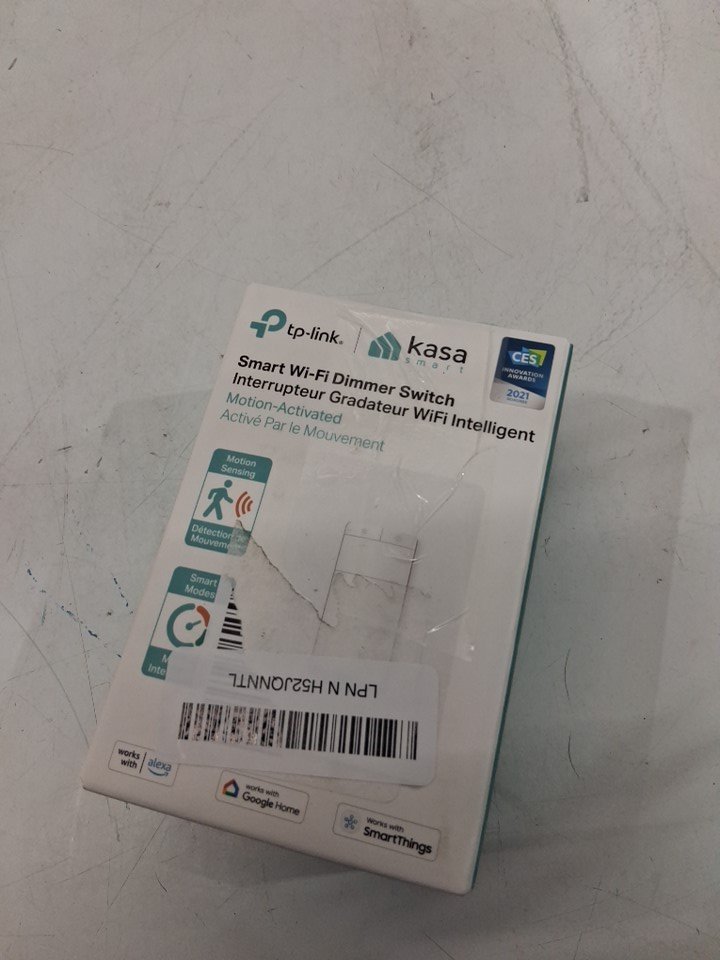 tp-link
kasa
smart
CES
INNOVATION
AWARDS
2021
Smart Wi-Fi Dimmer Switch
Interrupteur Gradateur WiFi Intelligent
Motion-Activated
Activé Par le Mouvement
Motion
Sensing
Détection
Smart
Modes
LPN N H52JQNNTL
works
with
alexa
works with
Google Home
Works with
SmartThings